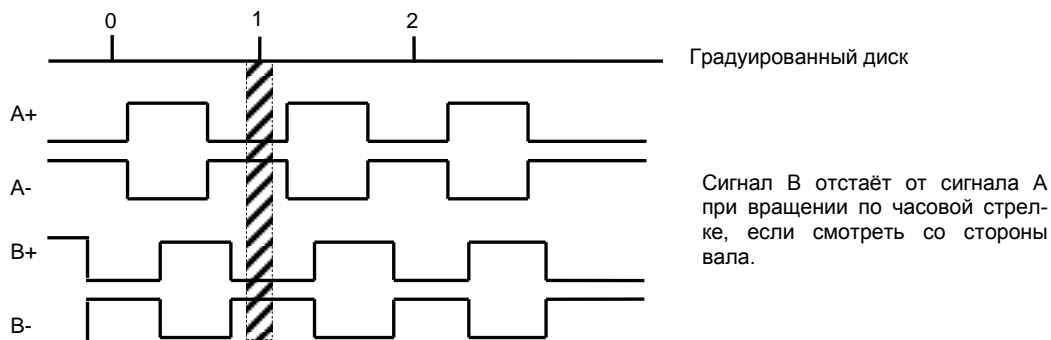 0 1 2
Градуированный диск
A+
A-
Сигнал В отстаёт от сигнала А
при вращении по часовой стрел-
ке, если смотреть со стороны
вала.
B+
B-